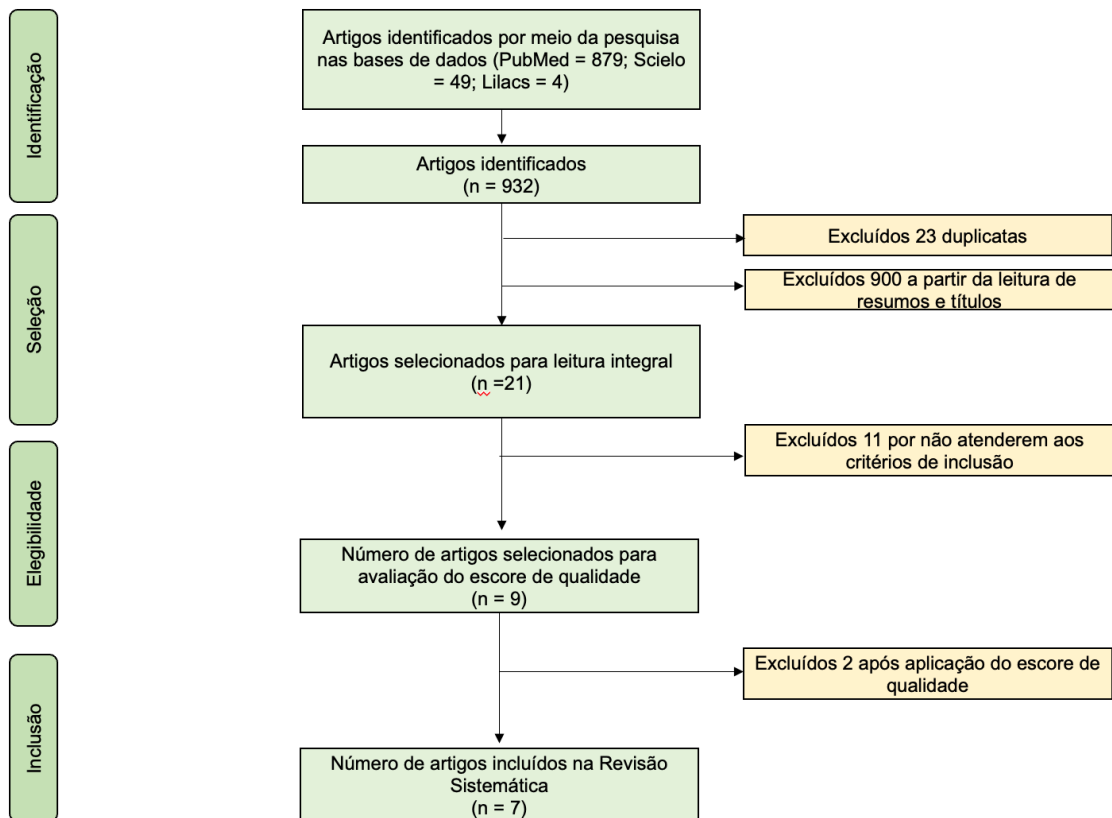 Identificação
Artigos identificados por meio da pesquisa
nas bases de dados (PubMed = 879; Scielo
= 49; Lilacs = 4)
Artigos identificados
(n = 932)
Seleção
Excluídos 23 duplicatas
Excluídos 900 a partir da leitura de
resumos e títulos
Artigos selecionados para leitura integral
(n =21)
Elegibilidade
Excluídos 11 por não atenderem aos
critérios de inclusão
Número de artigos selecionados para
avaliação do escore de qualidade
(n = 9)
Inclusão
Excluídos 2 após aplicação do escore de
qualidade
Número de artigos incluídos na Revisão
Sistemática
(n = 7)